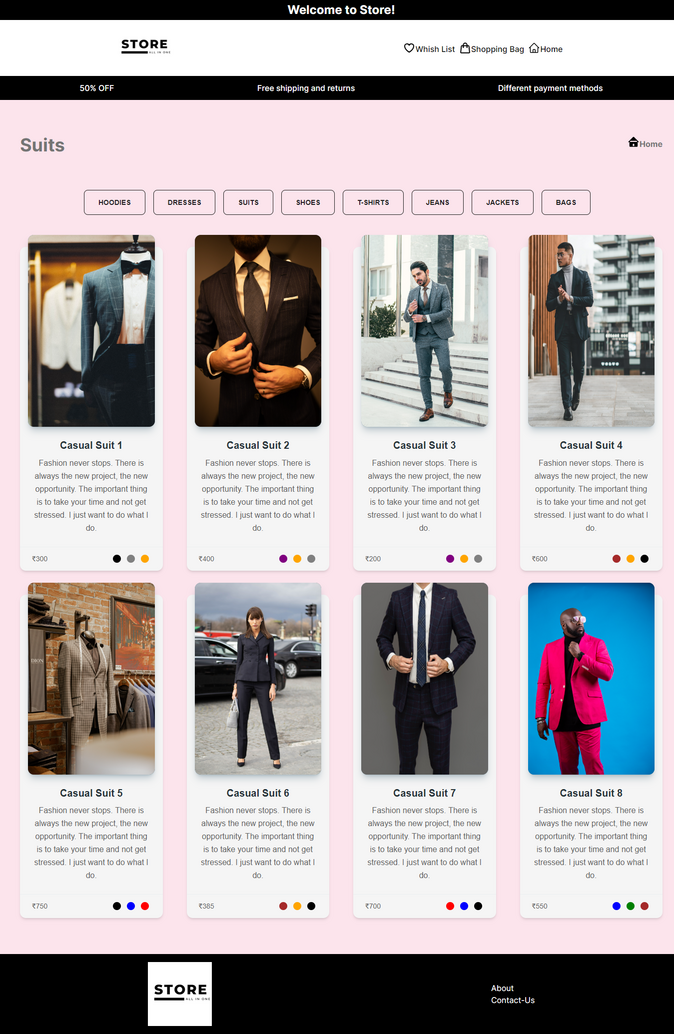 Welcome to Store!
STORE
ALL IN ONE
Whish List Shopping Bag Home
50% OFF Free shipping and returns Different payment methods
Suits
Home
HOODIES DRESSES SUITS SHOES T-SHIRTS JEANS JACKETS BAGS
Casual Suit 1
Fashion never stops. There is
always the new project, the new
opportunity. The important thing
is to take your time and not get
stressed. I just want to do what I
do.
₹300
Casual Suit 2
Fashion never stops. There is
always the new project, the new
opportunity. The important thing
is to take your time and not get
stressed. I just want to do what I
do.
₹400
Casual Suit 3
Fashion never stops. There is
always the new project, the new
opportunity. The important thing
is to take your time and not get
stressed. I just want to do what I
do.
₹200
Casual Suit 4
Fashion never stops. There is
always the new project, the new
opportunity. The important thing
is to take your time and not get
stressed. I just want to do what I
do.
₹600
Casual Suit 5
Fashion never stops. There is
always the new project, the new
opportunity. The important thing
is to take your time and not get
stressed. I just want to do what I
do.
₹750
Casual Suit 6
Fashion never stops. There is
always the new project, the new
opportunity. The important thing
is to take your time and not get
stressed. I just want to do what I
do.
₹385
Casual Suit 7
Fashion never stops. There is
always the new project, the new
opportunity. The important thing
is to take your time and not get
stressed. I just want to do what I
do.
₹700
Casual Suit 8
Fashion never stops. There is
always the new project, the new
opportunity. The important thing
is to take your time and not get
stressed. I just want to do what I
do.
₹550
STORE
ALL IN ONE
About
Contact-Us